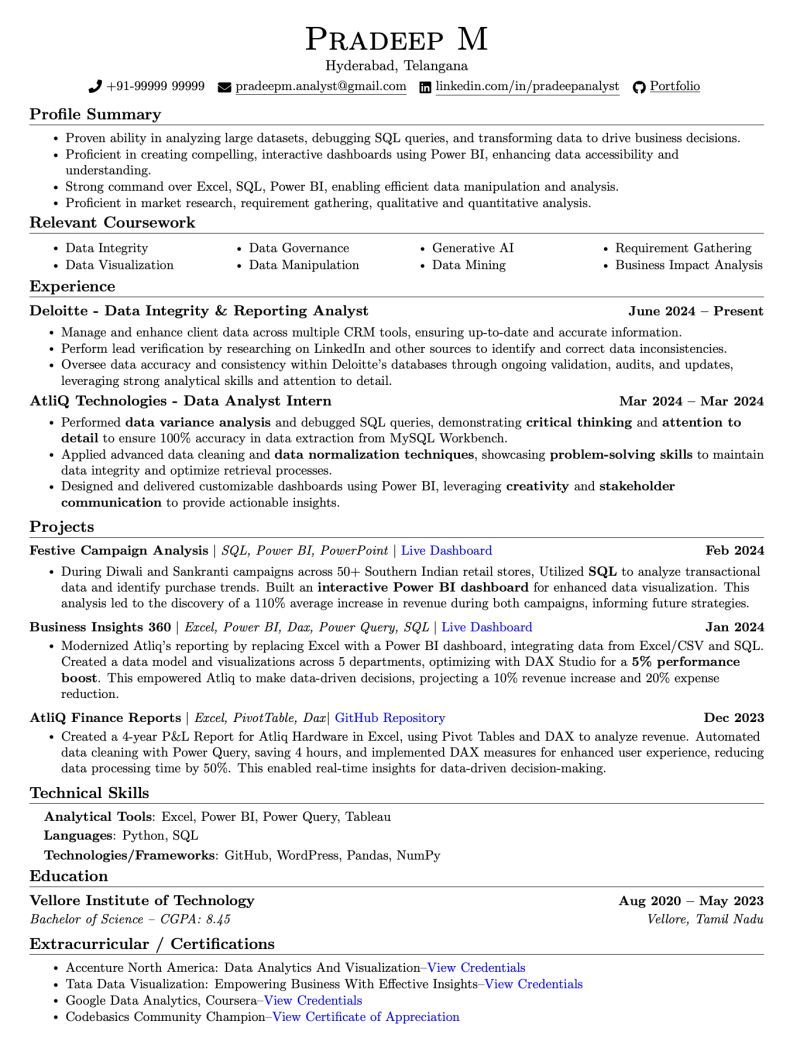 PRADEEP M
Hyderabad, Telangana
+91-99999 99999 pradeepm.analyst@gmail.com linkedin.com/in/pradeepanalyst Portfolio
Profile Summary
• Proven ability in analyzing large datasets, debugging SQL queries, and transforming data to drive business decisions.
• Proficient in creating compelling, interactive dashboards using Power BI, enhancing data accessibility and
understanding.
• Strong command over Excel, SQL, Power BI, enabling efficient data manipulation and analysis.
• Proficient in market research, requirement gathering, qualitative and quantitative analysis.
Relevant Coursework
• Data Integrity • Data Governance • Generative AI • Requirement Gathering
• Data Visualization • Data Manipulation • Data Mining • Business Impact Analysis
Experience
Deloitte - Data Integrity & Reporting Analyst June 2024 – Present
• Manage and enhance client data across multiple CRM tools, ensuring up-to-date and accurate information.
• Perform lead verification by researching on LinkedIn and other sources to identify and correct data inconsistencies.
• Oversee data accuracy and consistency within Deloitte's databases through ongoing validation, audits, and updates,
leveraging strong analytical skills and attention to detail.
AtliQ Technologies - Data Analyst Intern Mar 2024 – Mar 2024
• Performed data variance analysis and debugged SQL queries, demonstrating critical thinking and attention to
detail to ensure 100% accuracy in data extraction from MySQL Workbench.
• Applied advanced data cleaning and data normalization techniques, showcasing problem-solving skills to maintain
data integrity and optimize retrieval processes.
• Designed and delivered customizable dashboards using Power BI, leveraging creativity and stakeholder
communication to provide actionable insights.
Projects
Festive Campaign Analysis | SQL, Power BI, PowerPoint | Live Dashboard Feb 2024
• During Diwali and Sankranti campaigns across 50+ Southern Indian retail stores, Utilized SQL to analyze transactional
data and identify purchase trends. Built an interactive Power BI dashboard for enhanced data visualization. This
analysis led to the discovery of a 110% average increase in revenue during both campaigns, informing future strategies.
Business Insights 360 | Excel, Power BI, Dax, Power Query, SQL | Live Dashboard Jan 2024
• Modernized Atliq's reporting by replacing Excel with a Power BI dashboard, integrating data from Excel/CSV and SQL.
Created a data model and visualizations across 5 departments, optimizing with DAX Studio for a 5% performance
boost. This empowered Atliq to make data-driven decisions, projecting a 10% revenue increase and 20% expense
reduction.
AtliQ Finance Reports | Excel, PivotTable, Dax| GitHub Repository Dec 2023
• Created a 4-year P&L Report for Atliq Hardware in Excel, using Pivot Tables and DAX to analyze revenue. Automated
data cleaning with Power Query, saving 4 hours, and implemented DAX measures for enhanced user experience, reducing
data processing time by 50%. This enabled real-time insights for data-driven decision-making.
Technical Skills
Analytical Tools: Excel, Power BI, Power Query, Tableau
Languages: Python, SQL
Technologies/Frameworks: GitHub, WordPress, Pandas, NumPy
Education
Vellore Institute of Technology Aug 2020 – May 2023
Bachelor of Science – CGPA: 8.45 Vellore, Tamil Nadu
Extracurricular / Certifications
• Accenture North America: Data Analytics And Visualization–View Credentials
• Tata Data Visualization: Empowering Business With Effective Insights–View Credentials
• Google Data Analytics, Coursera–View Credentials
• Codebasics Community Champion–View Certificate of Appreciation